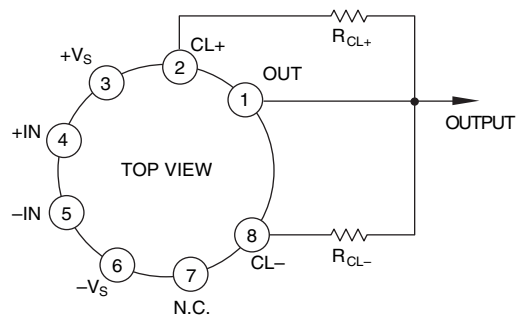 CL+
R_CL+
+V_S
2
OUT
3
1
OUTPUT
+IN
4
TOP VIEW
–IN
5
8
R_CL–
6
7
CL–
–V_S
N.C.